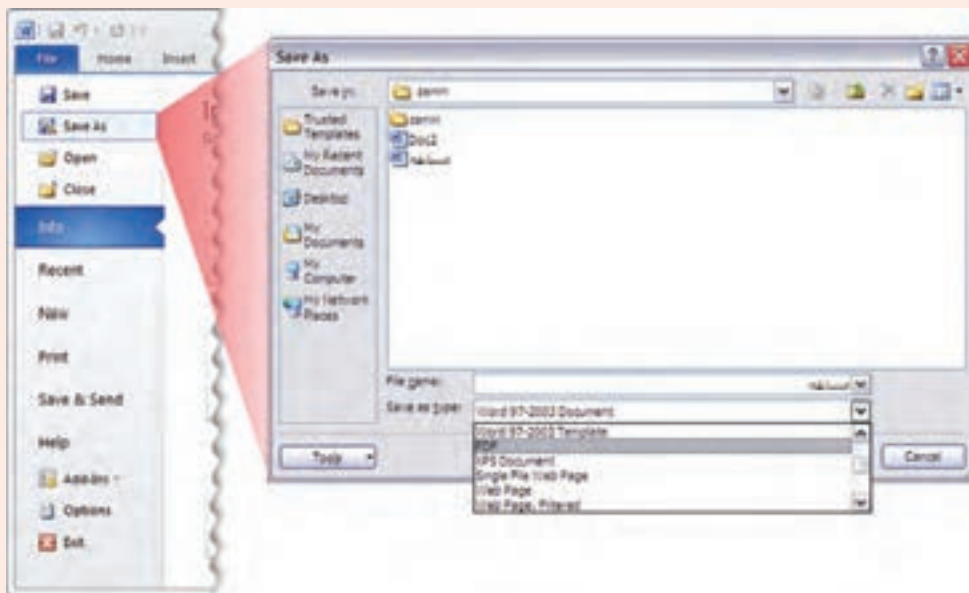 File Home Insert
Save
Save As
Open
Close
Info
Recent
New
Print
Save & Send
Help
Add-Ins
Options
Exit
Save As
Save in:
Trusted Templates
My Recent Documents
Desktop
My Documents
My Computer
My Network Places
Doc2
File name:
Save as type: Word 97-2003 Document
Word 97-2003 Template
PDF
XPS Document
Single File Web Page
Web Page
Web Page, Filtered
Tools
Cancel